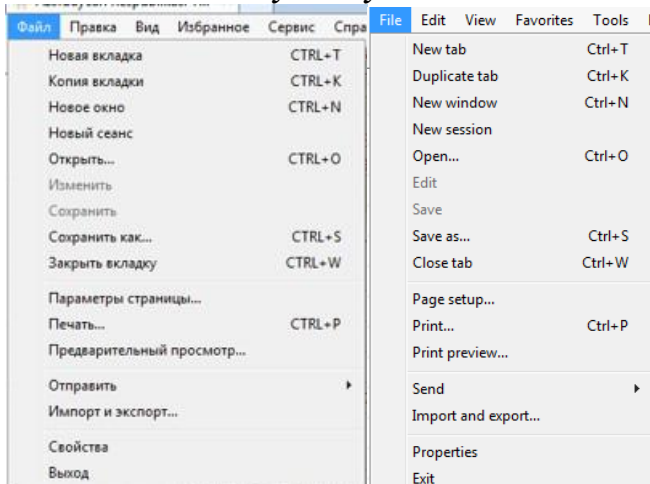 Файл Правка Вид Избранное Сервис Спра
Новая вкладка CTRL+T
Копия вкладки CTRL+K
Новое окно CTRL+N
Новый сеанс
Открыть... CTRL+O
Изменить
Сохранить
Сохранить как... CTRL+S
Закрыть вкладку CTRL+W
Параметры страницы...
Печать... CTRL+P
Предварительный просмотр...
Отправить
Импорт и экспорт...
Свойства
Выход
File Edit View Favorites Tools
New tab Ctrl+T
Duplicate tab Ctrl+K
New window Ctrl+N
New session
Open... Ctrl+O
Edit
Save
Save as... Ctrl+S
Close tab Ctrl+W
Page setup...
Print... Ctrl+P
Print preview...
Send
Import and export...
Properties
Exit